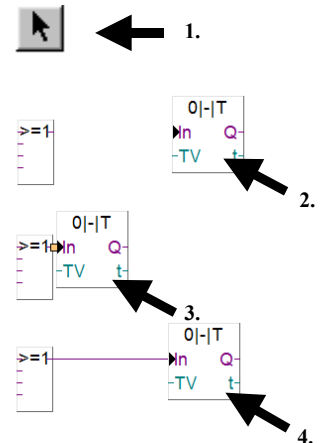 1.
0|-|T
>=1
In Q
TV t
2.
0|-|T
>=1 In Q
TV t
3.
0|-|T
>=1 In Q
TV t
4.